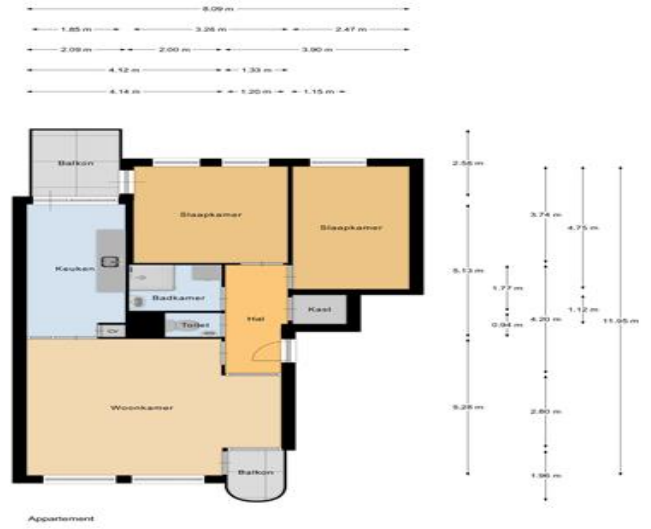 8.09 m
1.85 m 3.26 m 2.47 m
2.09 m 2.00 m 3.90 m
4.12 m 1.33 m
4.14 m 1.20 m 1.15 m
Balkon
2.54 m
Slaapkamer
Slaapkamer
3.74 m
4.75 m
Keuken
5.13 m
Badkamer
1.77 m
Kast
1.12 m
Hal
Toilet
0.94 m
4.20 m
11.95 m
CV
Woonkamer
5.28 m
2.80 m
Balkon
1.96 m
Appartement